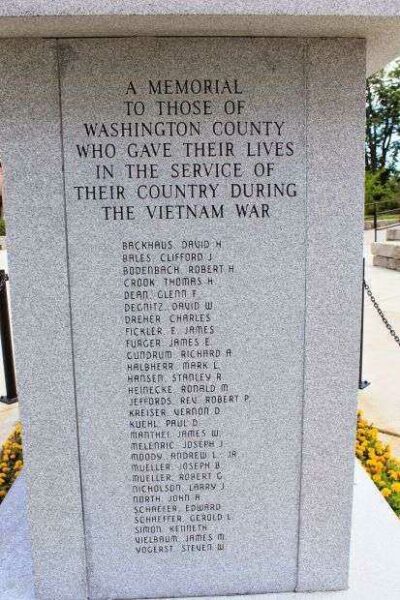 A MEMORIAL
TO THOSE OF
WASHINGTON COUNTY
WHO GAVE THEIR LIVES
IN THE SERVICE OF
THEIR COUNTRY DURING
THE VIETNAM WAR
BACKHAUS, DAVID H.
BALES, CLIFFORD J.
BODENBACH, ROBERT H.
CROOK, THOMAS H.
DEAN, GLENN F.
DEGNITZ, DAVID W.
DREHER, CHARLES
FICKLER, E. JAMES
FURGER, JAMES E.
GUNDRUM, RICHARD A.
HALBHERR, MARK L.
HANSEN, STANLEY R.
HEINECKE, RONALD M.
JEFFORDS, REV. ROBERT P.
KREISER, VERNON D.
KUEHL, PAUL D.
MANTHEI, JAMES W.
MELENRIC, JOSEPH J.
MOODY, ANDREW L. JR.
MUELLER, JOSEPH B.
MUELLER, ROBERT G.
NICHOLSON, LARRY J.
NORTH, JOHN A.
SCHAEFER, EDWARD
SCHAEFFER, GEROLD L.
SIMON, KENNETH
VIELBAUM, JAMES M.
VOGERST, STEVEN W.